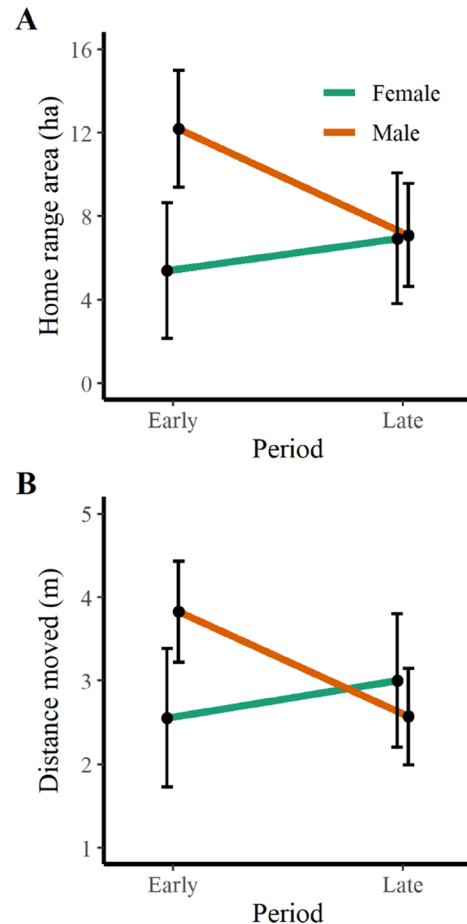 A
Home range area (ha)
16
12
8
4
0
Female
Male
Early
Late
Period
B
Distance moved (m)
5
4
3
2
1
Early
Late
Period